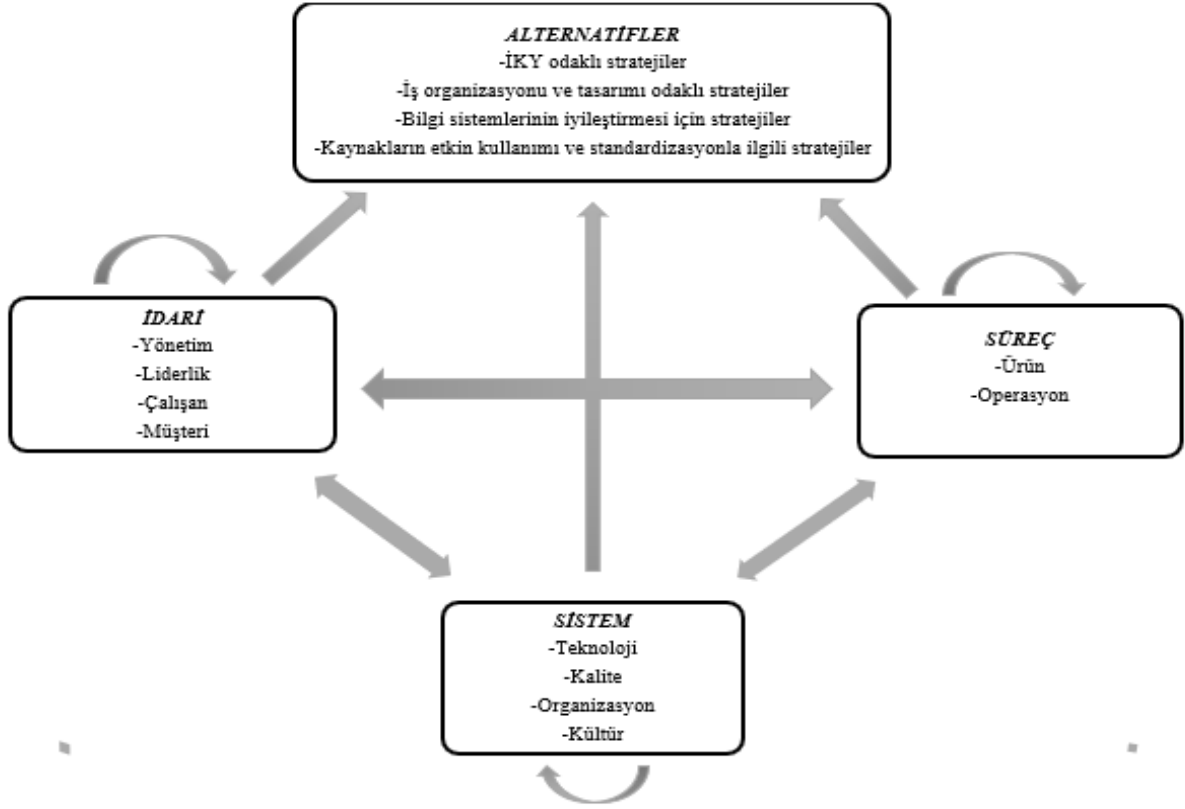 ALTERNATİFLER
-İKY odaklı stratejiler
-İş organizasyonu ve tasarımı odaklı stratejiler
-Bilgi sistemlerinin iyileştirmesi için stratejiler
-Kaynakların etkin kullanımı ve standardizasyonla ilgili stratejiler
İDARİ
-Yönetim
-Liderlik
-Çalışan
-Müşteri
SÜREÇ
-Ürün
-Operasyon
SİSTEM
-Teknoloji
-Kalite
-Organizasyon
-Kültür